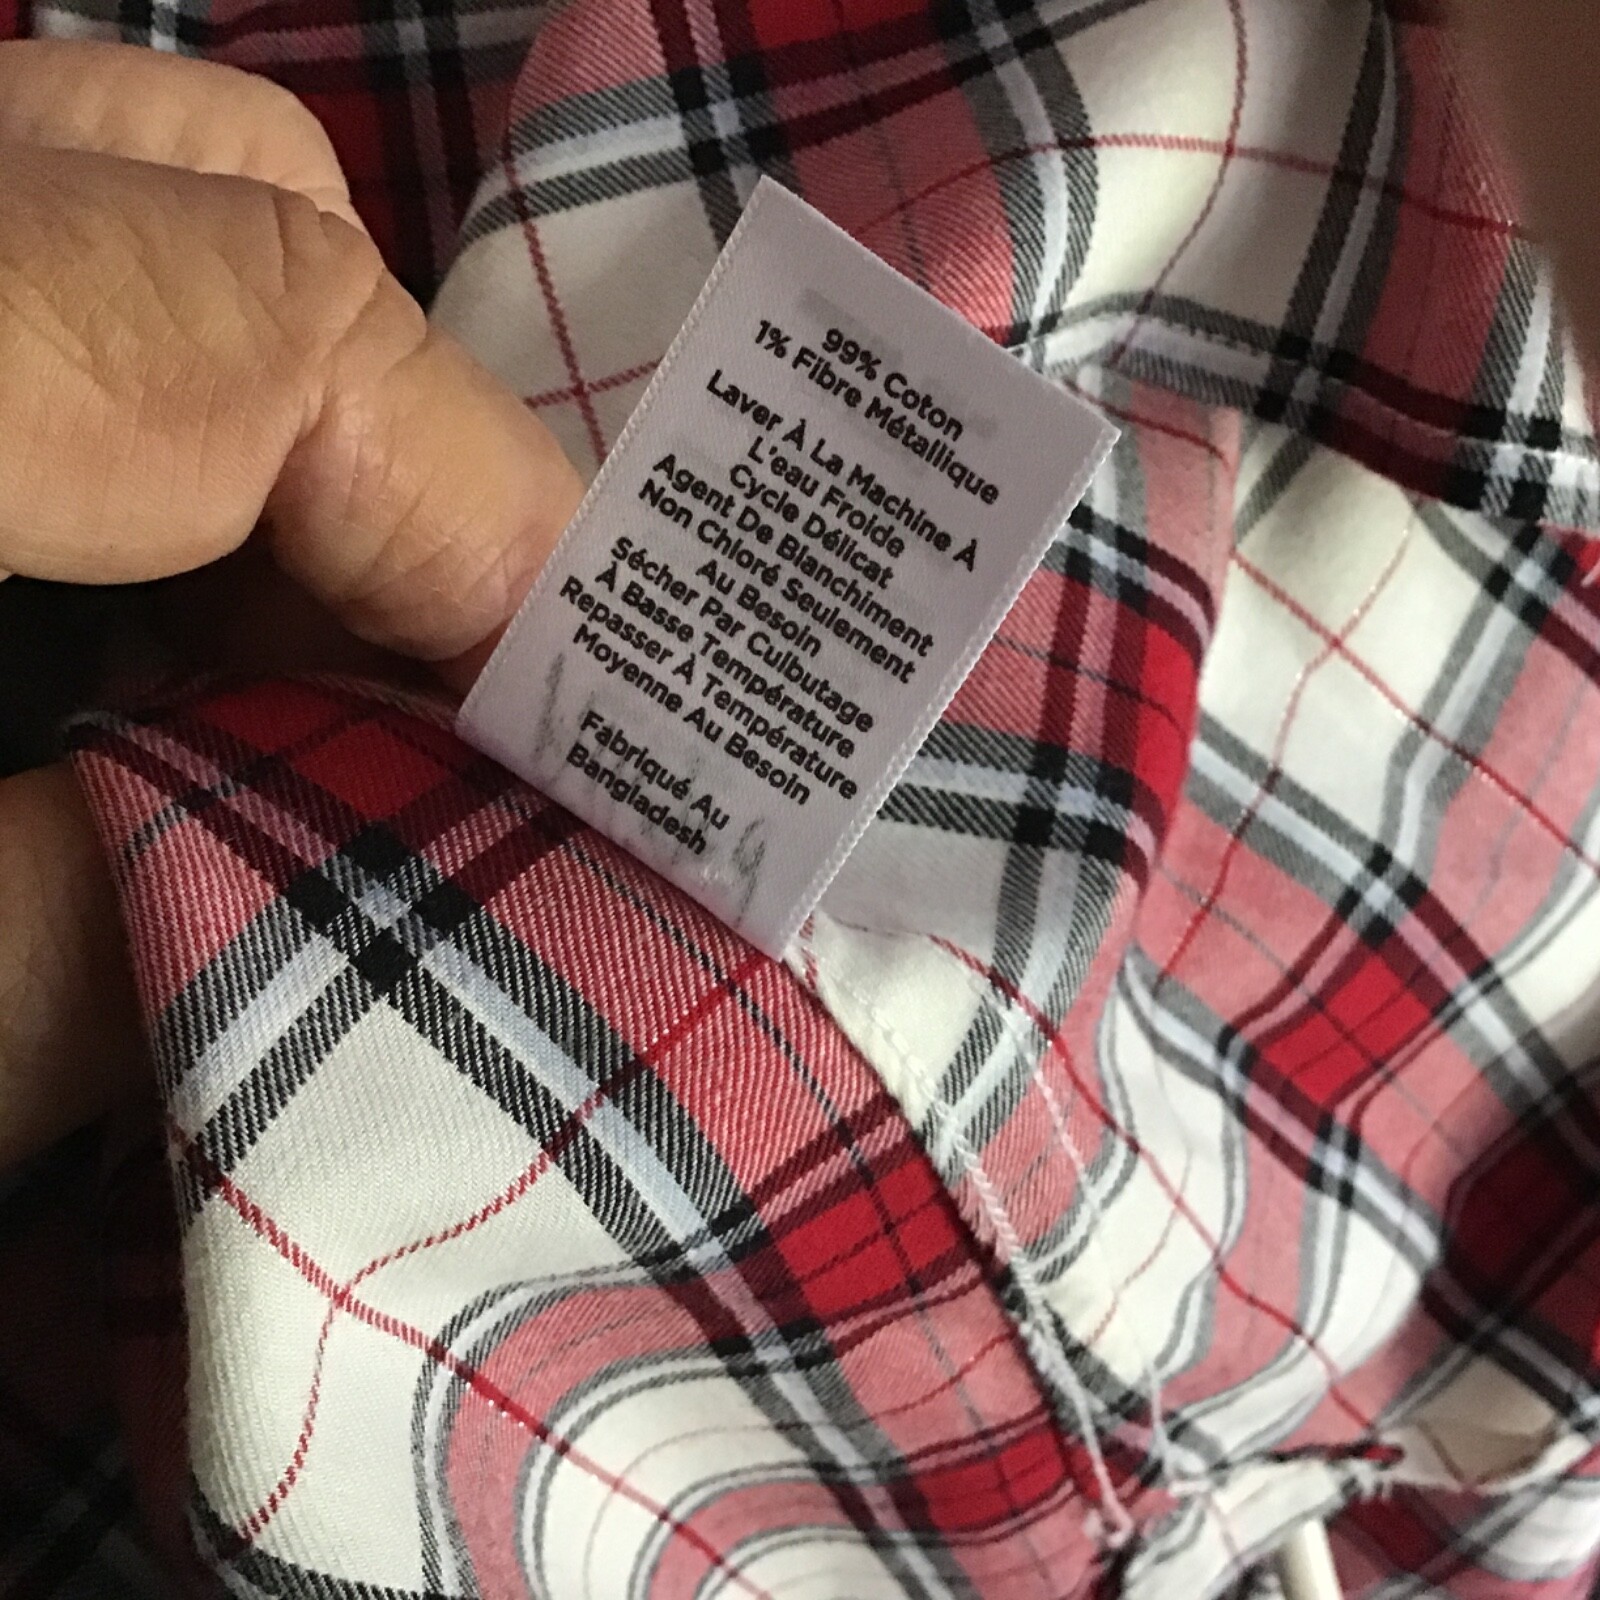 99% Coton
1% Fibre Métallique
Laver À La Machine À
L'eau Froide
Cycle Délicat
Agent De Blanchiment
Non Chloré Seulement
Au Besoin
Sécher Par Culbutage
À Basse Température
Repasser À Température
Moyenne Au Besoin
Fabriqué Au
Bangladesh